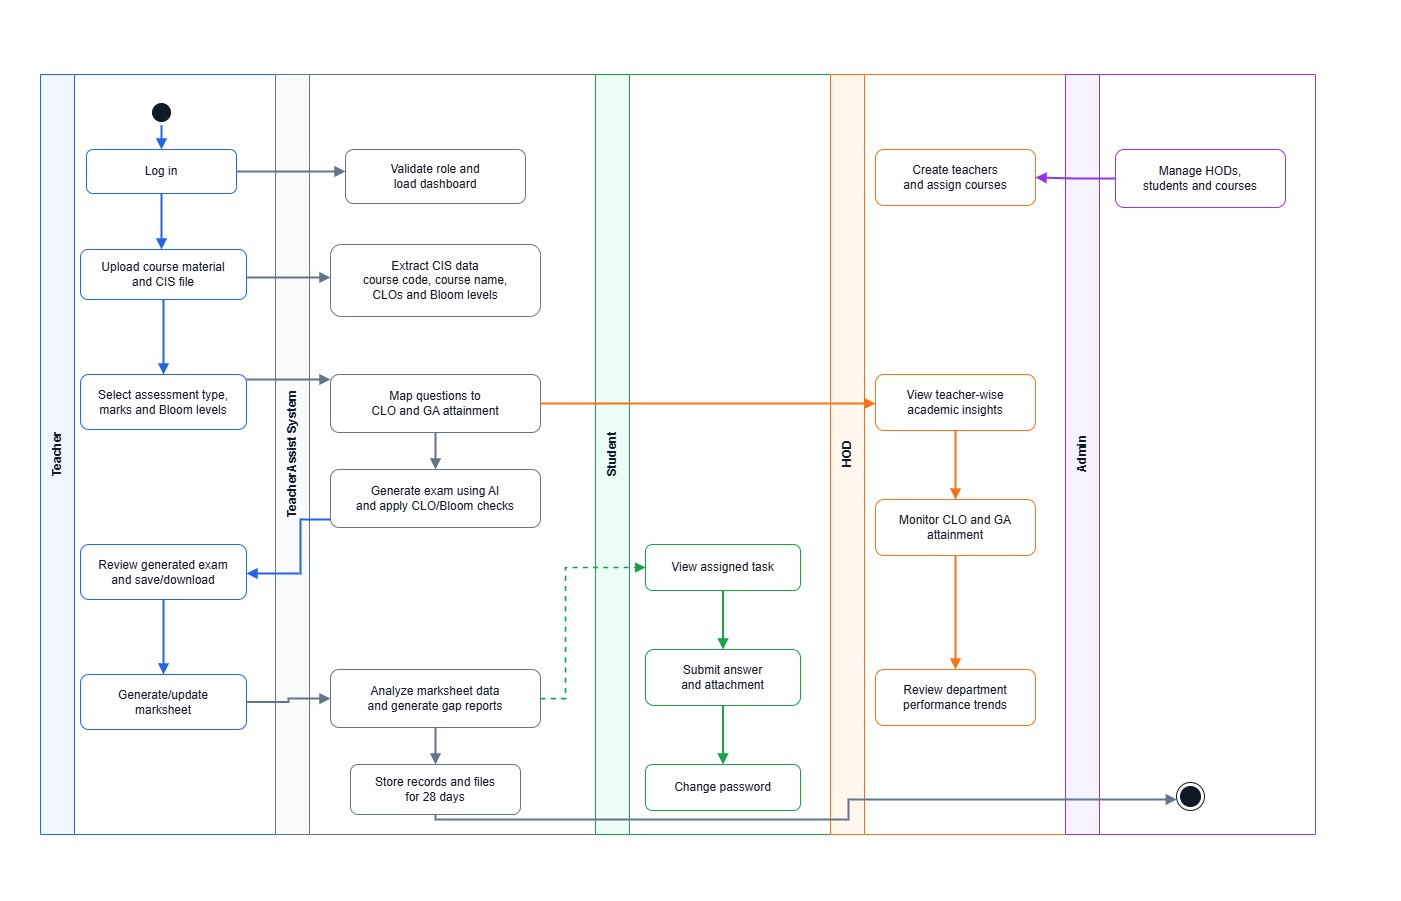 Teacher
Log in
Upload course material
and CIS file
Select assessment type,
marks and Bloom levels
Review generated exam
and save/download
Generate/update
marksheet
TeacherAssist System
Validate role and
load dashboard
Extract CIS data
course code, course name,
CLOs and Bloom levels
Map questions to
CLO and GA attainment
Generate exam using AI
and apply CLO/Bloom checks
Analyze marksheet data
and generate gap reports
Store records and files
for 28 days
Student
View assigned task
Submit answer
and attachment
Change password
HOD
Create teachers
and assign courses
View teacher-wise
academic insights
Monitor CLO and GA
attainment
Review department
performance trends
Admin
Manage HODs,
students and courses